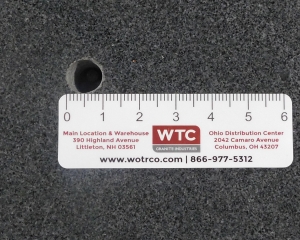 0 1 2 3 4 5 6
Main Location & Warehouse
390 Highland Avenue
Littleton, NH 03561
WTC
GRANITE INDUSTRIES
Ohio Distribution Center
2042 Camaro Avenue
Columbus, OH 43207
www.wotrco.com | 866-977-5312